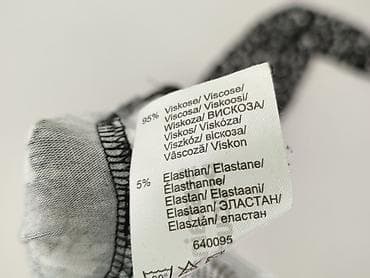 95% Viskose/ Viscose/
Viscosa/ Viskoosi/
Wiskoza/ ВИСКОЗА/
Viskos/ Viskóza/
Viszkóz/ віскоза/
Vâscoză/ Viskon
5% Elasthan/ Elastane/
Élasthanne/
Elastan/ Elastaani/
Elastaan/ ЭЛАСТАН/
Elasztán/ еластан
640095